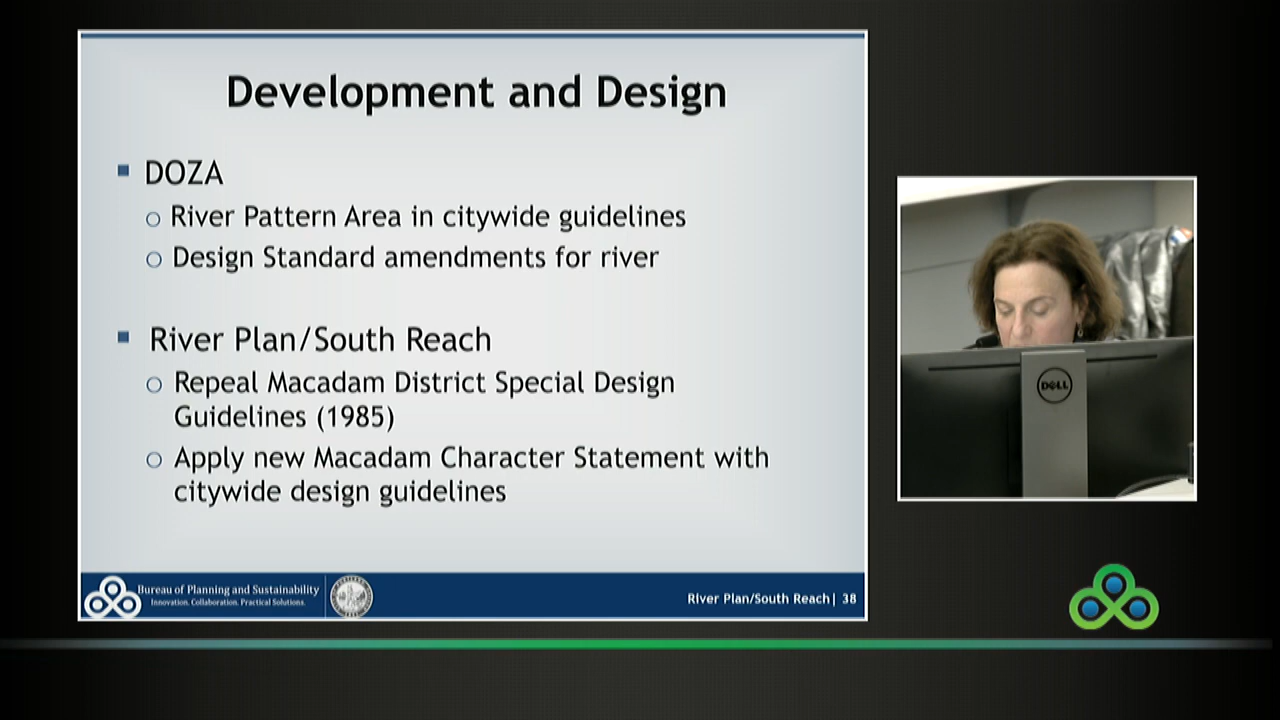 Development and Design
DOZA
River Pattern Area in citywide guidelines
Design Standard amendments for river
River Plan/South Reach
Repeal Macadam District Special Design
Guidelines (1985)
Apply new Macadam Character Statement with
citywide design guidelines
Bureau of Planning and Sustainability
Innovation. Collaboration. Practical Solutions.
River Plan/South Reach| 38
DELL